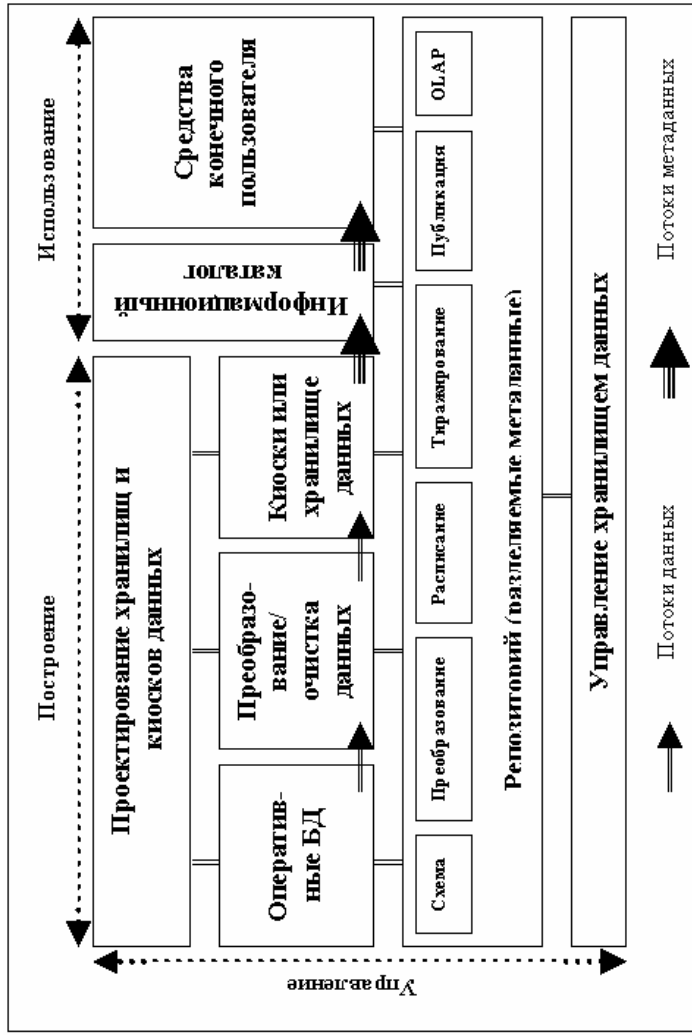 Построение
Использование
Управление
Проектирование хранилищ и
киосков данных
Оператив-
ные БД
Преобразо-
вание/
очистка
данных
Киоски или
хранилище
данных
Информационный
каталог
Средства
конечного
пользователя
Схема
Преобразование
Расписание
Тиражирование
Публикация
OLAP
Репозиторий (разделяемые метаданные)
Управление хранилищем данных
Потоки данных
Потоки метаданных